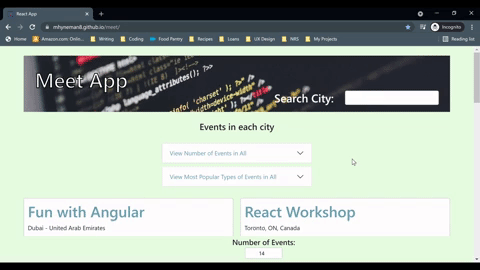 React App
mhyneman8.github.io/meet/
Incognito
Home
Amazon.com: Onlin...
Writing
Coding
Food Pantry
Recipes
Loans
UX Design
NRS
My Projects
Reading list
Meet App
Search City:
Events in each city
View Number of Events in All
View Most Popular Types of Events in All
Fun with Angular
Dubai - United Arab Emirates
React Workshop
Toronto, ON, Canada
Number of Events:
14